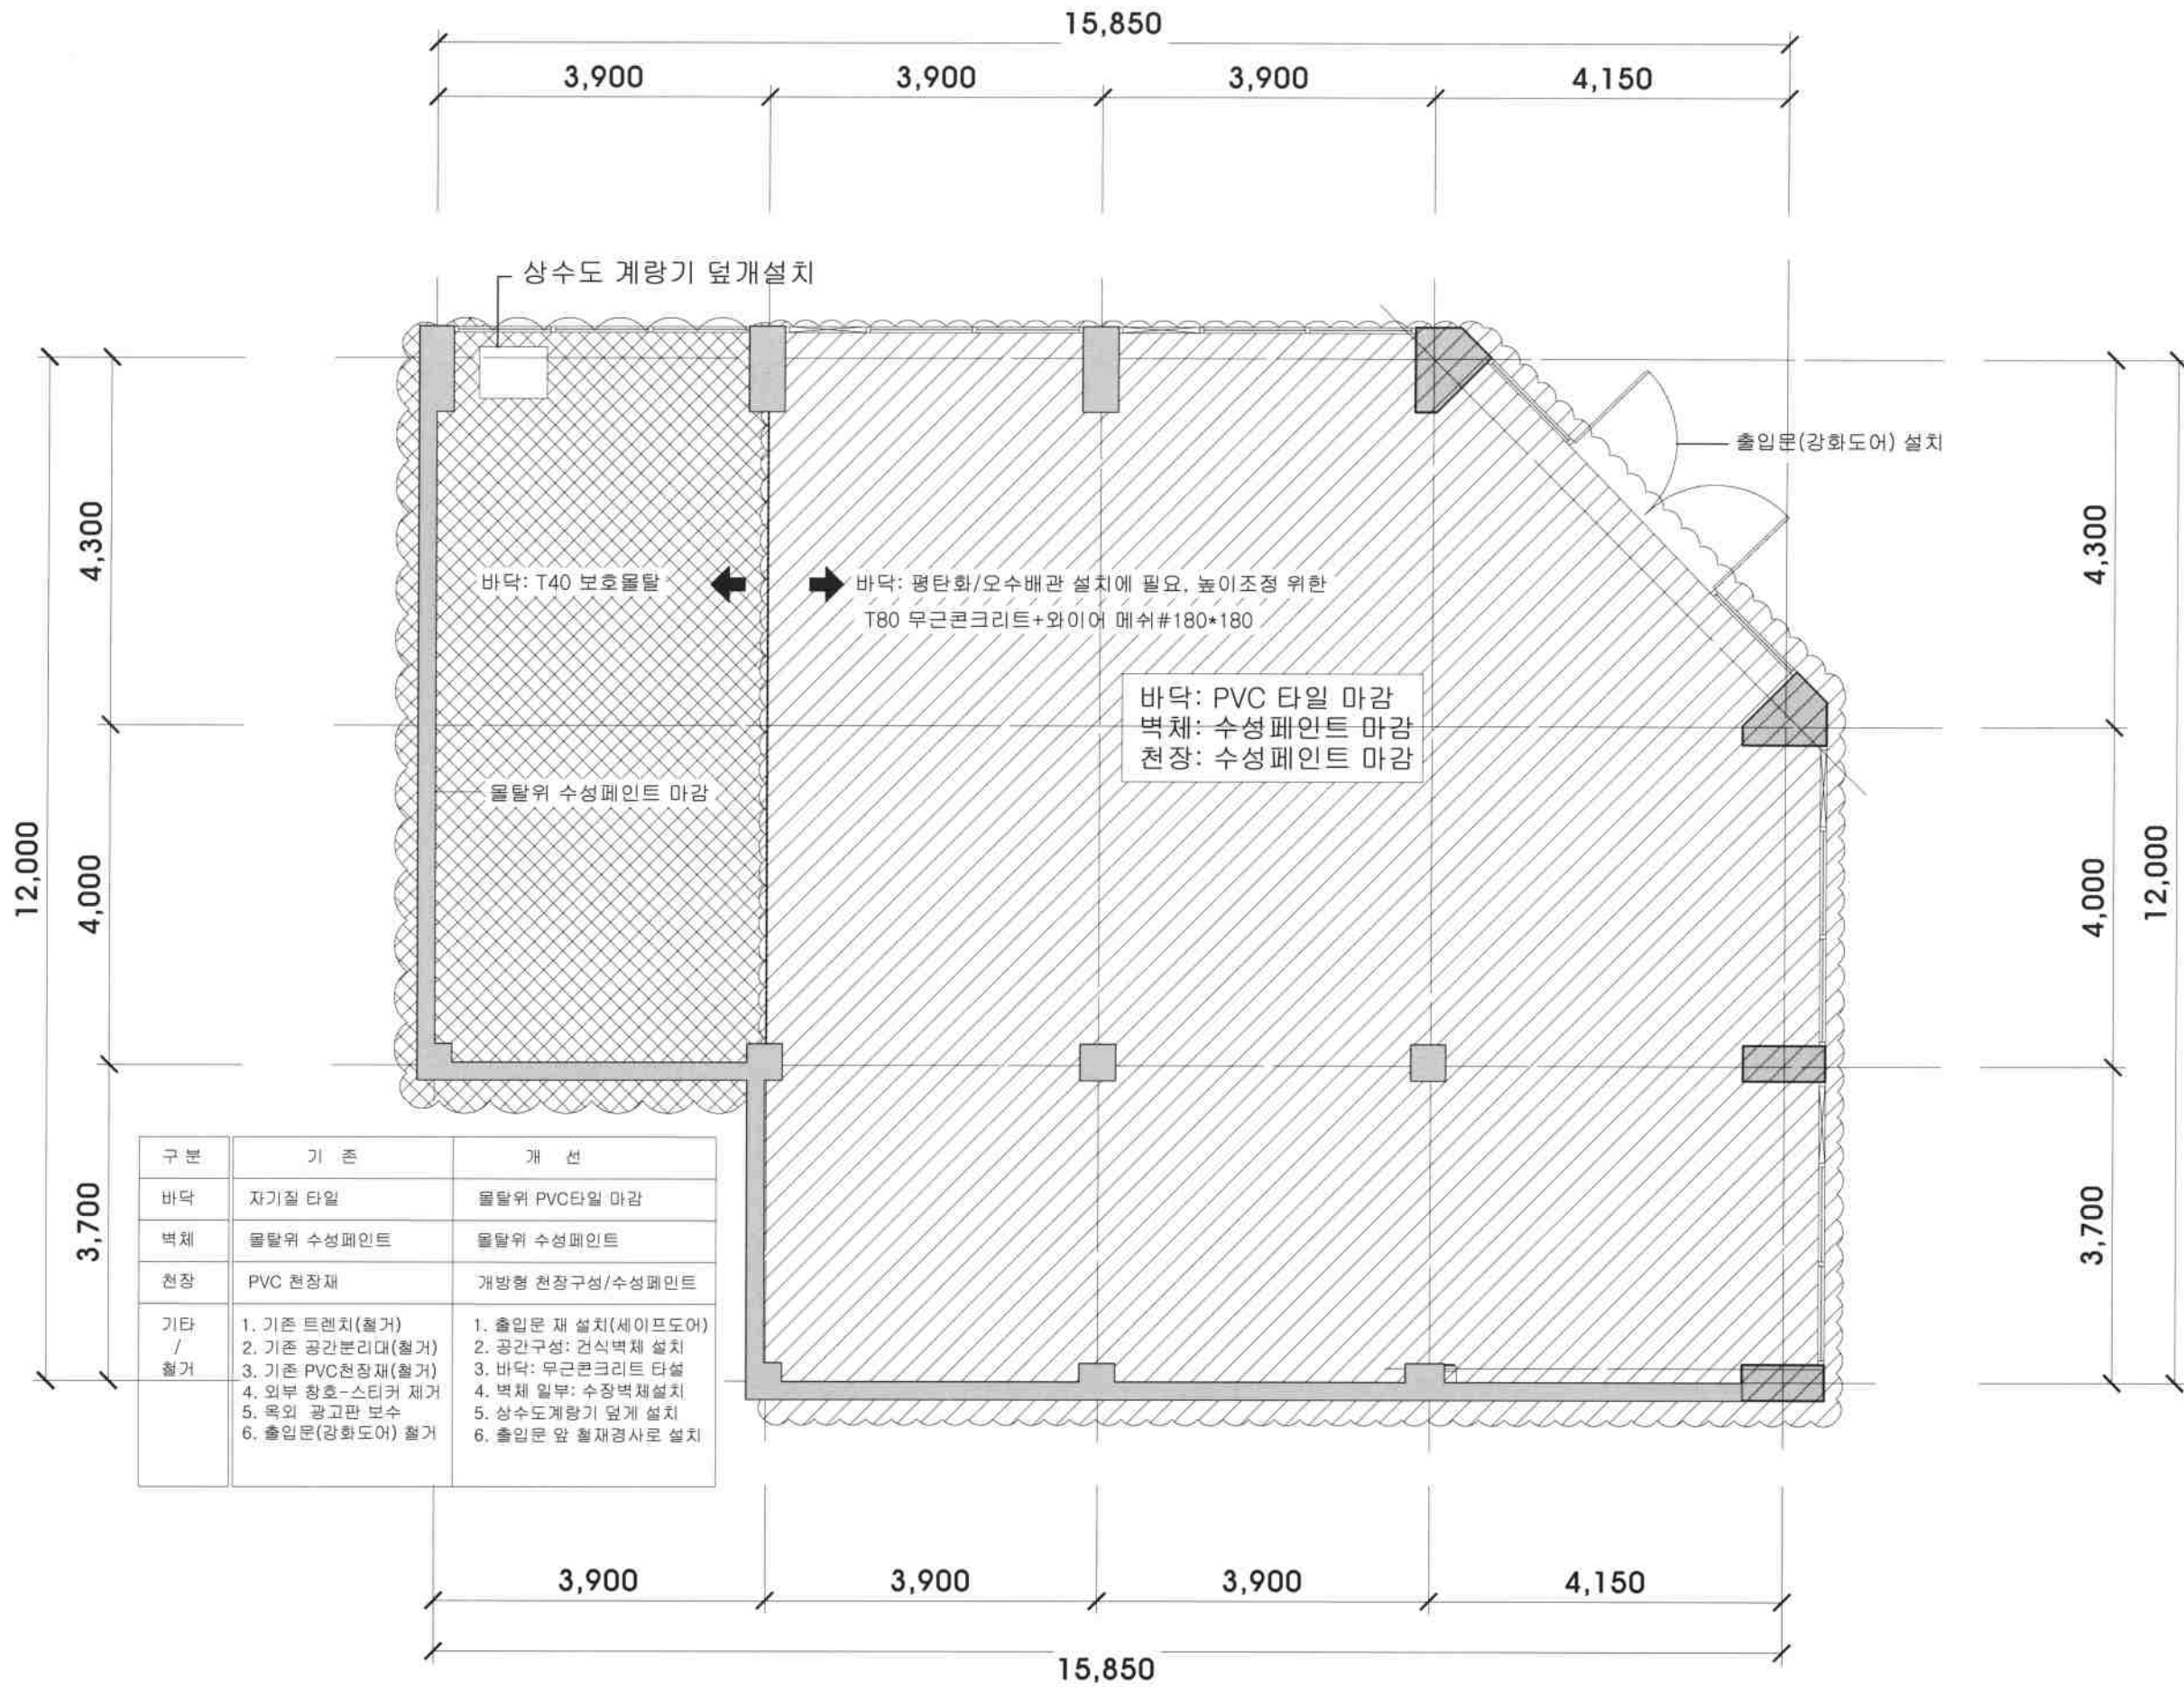 15,850
3,900 3,900 3,900 4,150
상수도 계량기 덮개설치
출입문(강화도어) 설치
4,300
4,000
3,700
12,000
4,300
4,000
3,700
12,000
바닥: T40 보호몰탈
바닥: 평탄화/오수배관 설치에 필요, 높이조정 위한
T80 무근콘크리트+와이어 메쉬#180*180
바닥: PVC 타일 마감
벽체: 수성페인트 마감
천장: 수성페인트 마감
몰탈위 수성페인트 마감
구분 기 존 개 선
바닥 자기질 타일 몰탈위 PVC타일 마감
벽체 몰탈위 수성페인트 몰탈위 수성페인트
천장 PVC 천장재 개방형 천장구성/수성페인트
기타 1. 기존 트렌치(철거) 1. 출입문 재 설치(세이프도어)
/ 2. 기존 공간분리대(철거) 2. 공간구성: 건식벽체 설치
철거 3. 기존 PVC천장재(철거) 3. 바닥: 무근콘크리트 타설
4. 외부 창호-스티커 제거 4. 벽체 일부: 수장벽체설치
5. 옥외 광고판 보수 5. 상수도계량기 덮게 설치
6. 출입문(강화도어) 철거 6. 출입문 앞 철재경사로 설치
3,900 3,900 3,900 4,150
15,850